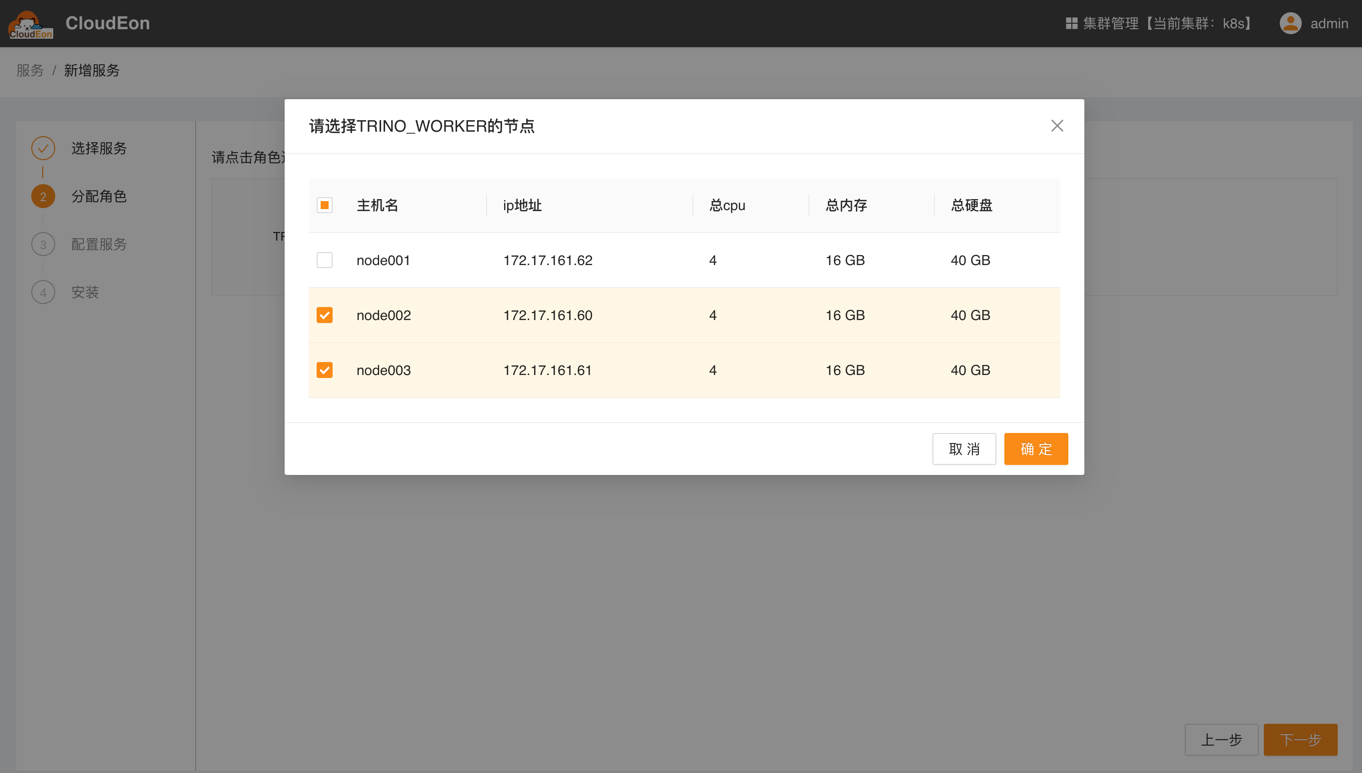 CloudEon
CloudEon
集群管理【当前集群：k8s】
admin
服务 / 新增服务
选择服务
2 分配角色
3 配置服务
4 安装
请点击角色
请选择TRINO_WORKER的节点
主机名 ip地址 总cpu 总内存 总硬盘
node001 172.17.161.62 4 16 GB 40 GB
node002 172.17.161.60 4 16 GB 40 GB
node003 172.17.161.61 4 16 GB 40 GB
取 消
确 定
上一步
下一步